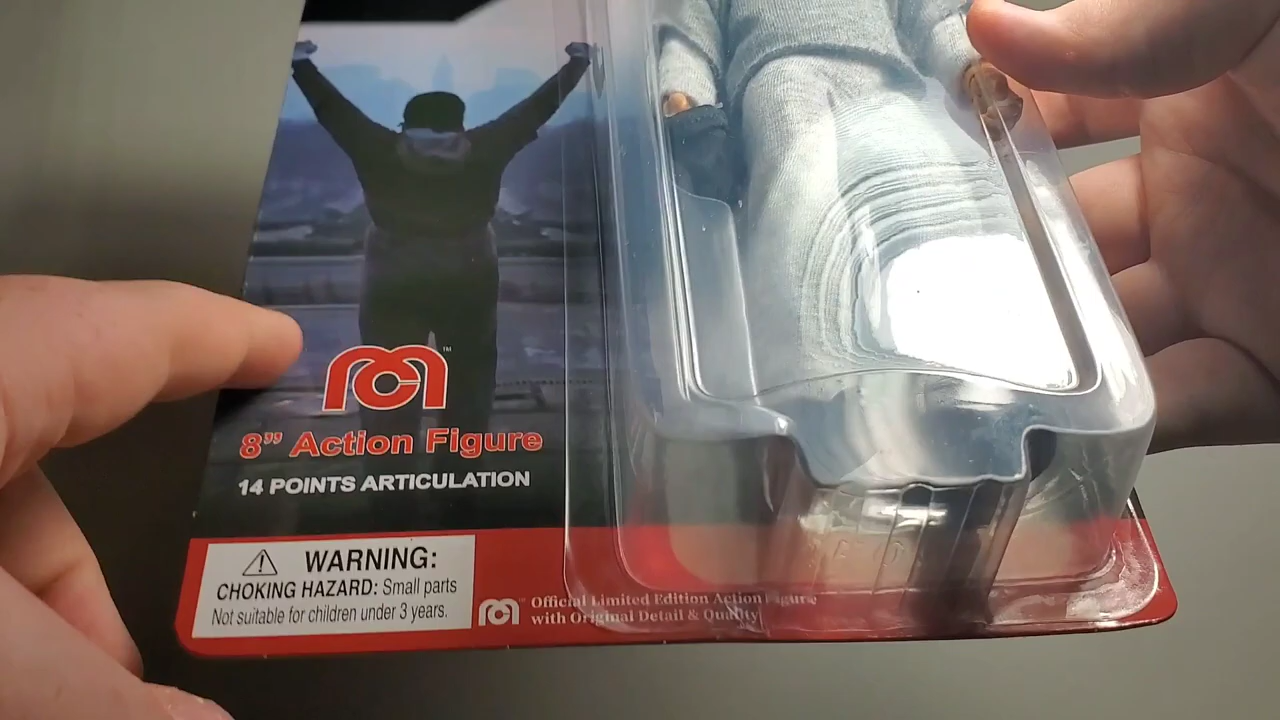 ™
8” Action Figure
14 POINTS ARTICULATION
WARNING:
CHOKING HAZARD: Small parts
Not suitable for children under 3 years.
Official Limited Edition Action Figure
with Original Detail & Quality